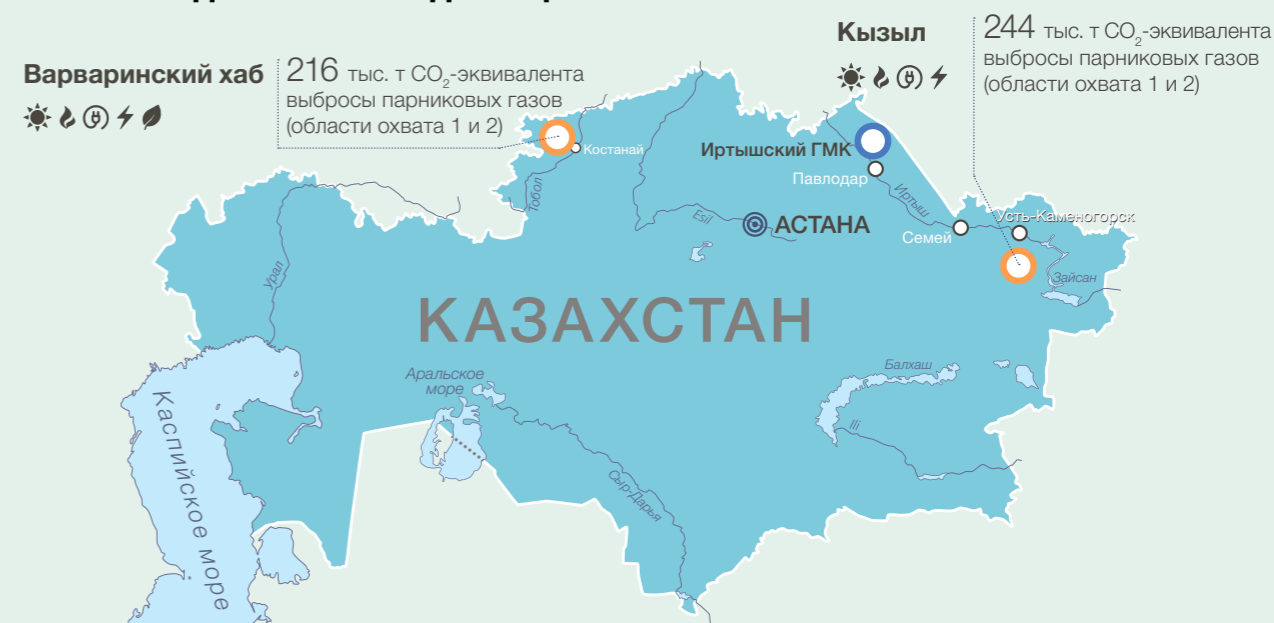 Варваринский хаб
216 тыс. т CO₂-эквивалента
выбросы парниковых газов
(области охвата 1 и 2)
Кызыл
244 тыс. т CO₂-эквивалента
выбросы парниковых газов
(области охвата 1 и 2)
Костанай
Тобол
Иртышский ГМК
Павлодар
Иртыш
Esil
АСТАНА
Семей
Усть-Каменогорск
Зайсан
Урал
КАЗАХСТАН
Аральское
море
Балхаш
Ili
Сыр-Дарья
Каспийское море